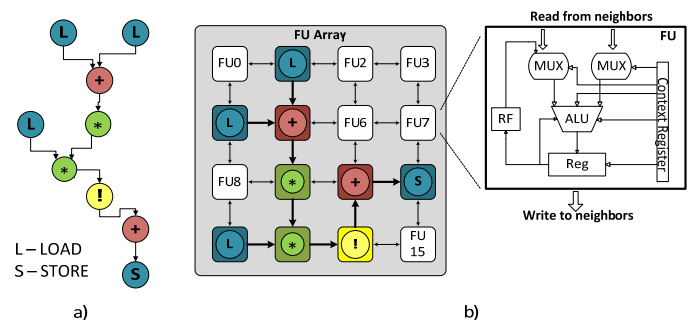 L
L
+
L
*
*
!
+
L – LOAD
S – STORE
S
a)
FU Array
FU0
L
FU2
FU3
L
+
FU6
FU7
FU8
*
+
S
L
*
!
FU
15
b)
Read from neighbors
FU
MUX
MUX
RF
ALU
Context Register
Reg
Write to neighbors